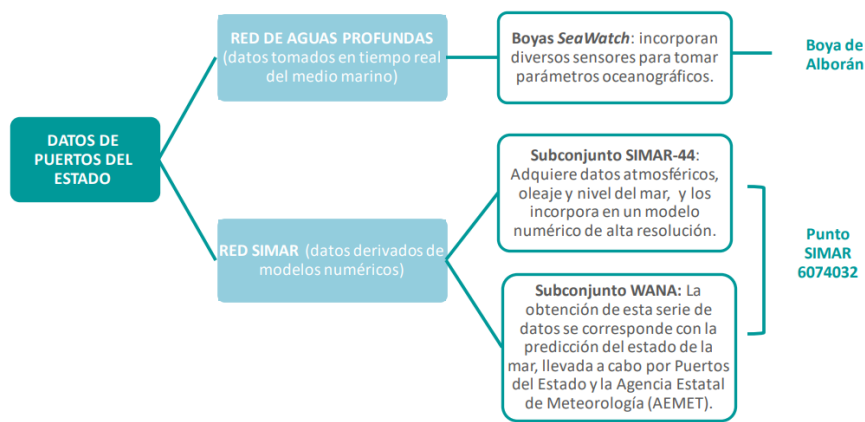 DATOS DE
PUERTOS DEL
ESTADO
RED DE AGUAS PROFUNDAS
(datos tomados en tiempo real
del medio marino)
Boyas SeaWatch: incorporan
diversos sensores para tomar
parámetros oceanográficos.
Boya de
Alborán
RED SIMAR (datos derivados de
modelos numéricos)
Subconjunto SIMAR-44:
Adquiere datos atmosféricos,
oleaje y nivel del mar, y los
incorpora en un modelo
numérico de alta resolución.
Subconjunto WANA: La
obtención de esta serie de
datos se corresponde con la
predicción del estado de la
mar, llevada a cabo por Puertos
del Estado y la Agencia Estatal
de Meteorología (AEMET).
Punto
SIMAR
6074032